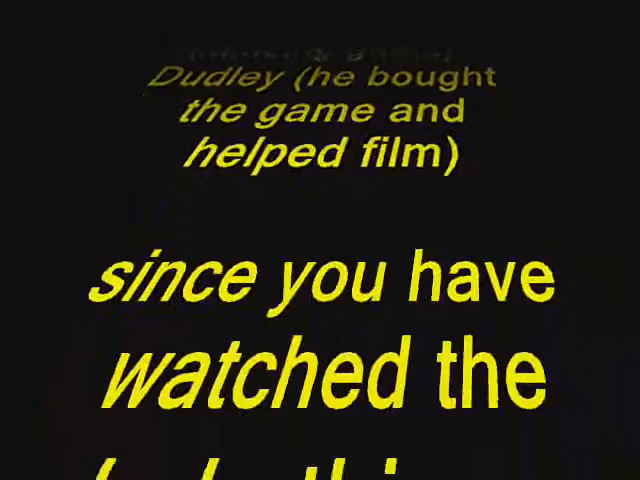 Dudley (he bought
the game and
helped film)
since you have
watched the